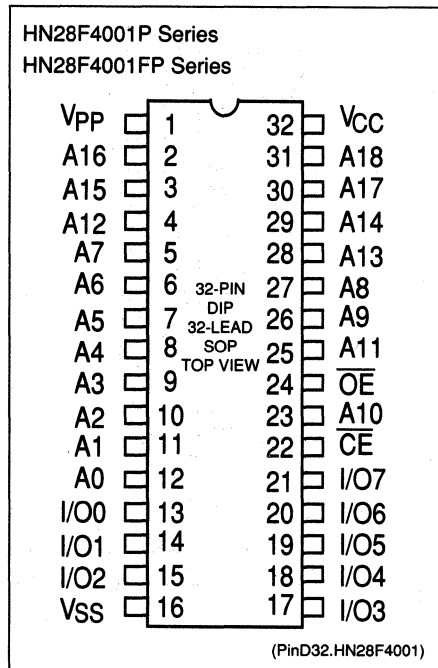 HN28F4001P Series
HN28F4001FP Series
VPP 1 32 VCC
A16 2 31 A18
A15 3 30 A17
A12 4 29 A14
A7 5 28 A13
A6 6 27 A8
A5 7 26 A9
A4 8 25 A11
A3 9 24 OE
A2 10 23 A10
A1 11 22 CE
A0 12 21 I/O7
I/O0 13 20 I/O6
I/O1 14 19 I/O5
I/O2 15 18 I/O4
VSS 16 17 I/O3
32-PIN
DIP
32-LEAD
SOP
TOP VIEW
(PinD32.HN28F4001)